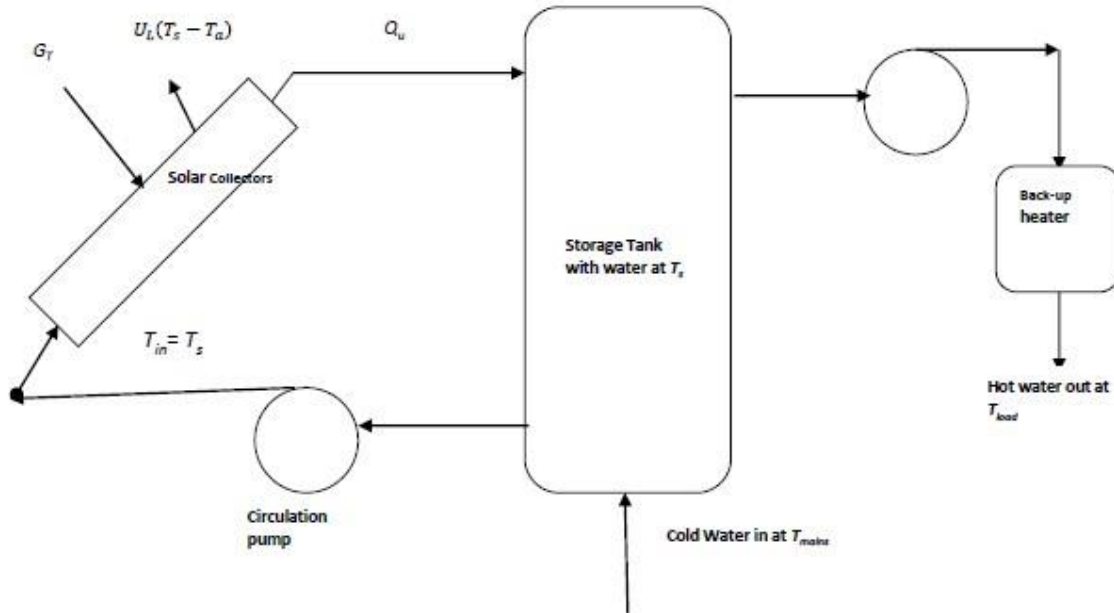 U_L(T_s − T_a)
Q_u
G_T
Solar Collectors
Back-up
heater
Storage Tank
with water at T_s
T_in= T_s
Hot water out at
T_load
Circulation
pump
Cold Water in at T_mains